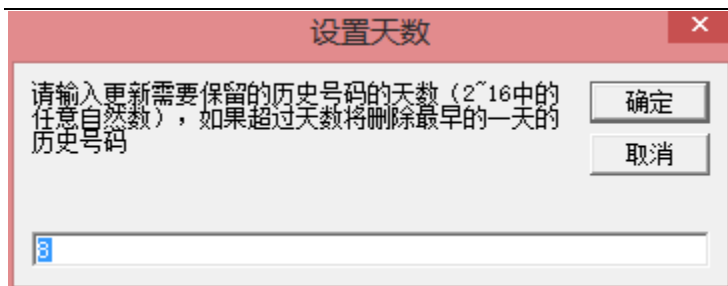 设置天数
请输入更新需要保留的历史号码的天数（2~16中的
任意自然数），如果超过天数将删除最早的一天的
历史号码
确定
取消
8